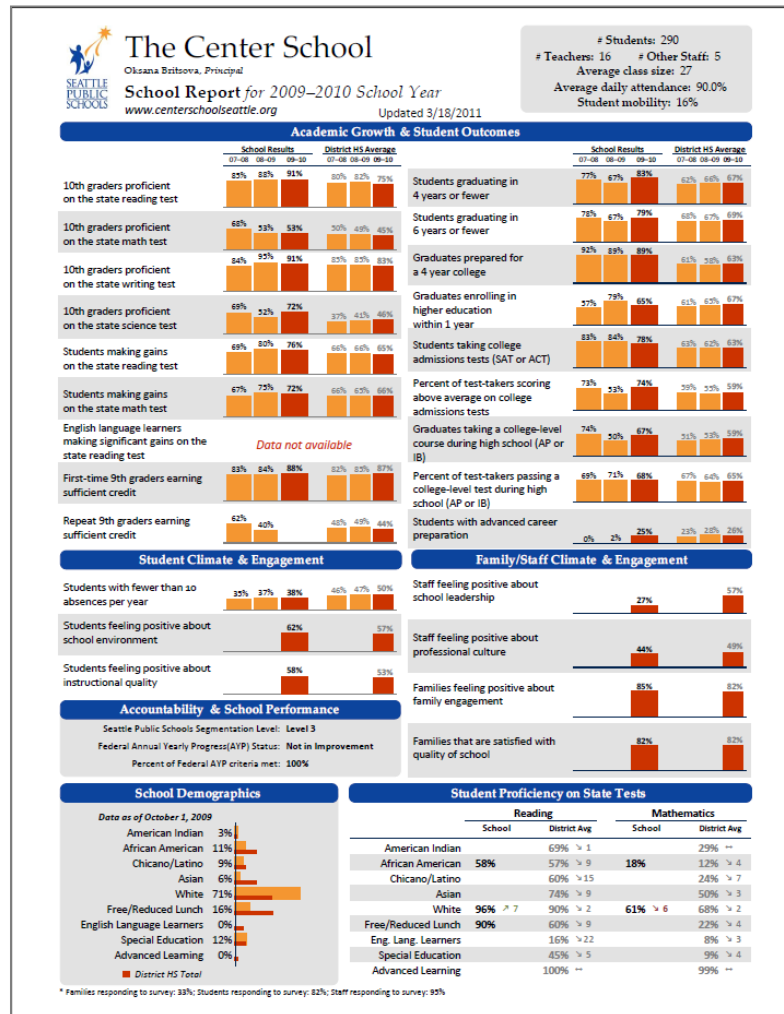 SEATTLE
PUBLIC
SCHOOLS
The Center School
Oksana Britsova, Principal
School Report for 2009–2010 School Year
www.centerschoolseattle.org
Updated 3/18/2011
# Students: 290
# Teachers: 16 # Other Staff: 5
Average class size: 27
Average daily attendance: 90.0%
Student mobility: 16%
Academic Growth & Student Outcomes
School Results District HS Average
07–08 08–09 09–10 07–08 08–09 09–10
10th graders proficient
on the state reading test
85% 88% 91% 80% 82% 75%
10th graders proficient
on the state math test
68% 53% 53% 50% 49% 45%
10th graders proficient
on the state writing test
84% 95% 91% 85% 85% 83%
10th graders proficient
on the state science test
69% 52% 72% 37% 41% 46%
Students making gains
on the state reading test
69% 80% 76% 66% 66% 65%
Students making gains
on the state math test
67% 75% 72% 66% 65% 66%
English language learners
making significant gains on the
state reading test
Data not available
First-time 9th graders earning
sufficient credit
83% 84% 88% 82% 85% 87%
Repeat 9th graders earning
sufficient credit
62% 40% 48% 49% 44%
School Results District HS Average
07–08 08–09 09–10 07–08 08–09 09–10
Students graduating in
4 years or fewer
77% 67% 83% 62% 66% 67%
Students graduating in
6 years or fewer
78% 67% 79% 68% 67% 69%
Graduates prepared for
a 4 year college
92% 89% 89% 61% 58% 63%
Graduates enrolling in
higher education
within 1 year
57% 79% 65% 61% 65% 67%
Students taking college
admissions tests (SAT or ACT)
83% 84% 78% 63% 62% 63%
Percent of test-takers scoring
above average on college
admissions tests
73% 53% 74% 59% 55% 59%
Graduates taking a college-level
course during high school (AP or
IB)
74% 50% 67% 51% 53% 59%
Percent of test-takers passing a
college-level test during high
school (AP or IB)
69% 71% 68% 67% 64% 65%
Students with advanced career
preparation
0% 2% 25% 23% 28% 26%
Student Climate & Engagement
Students with fewer than 10
absences per year
35% 37% 38% 46% 47% 50%
Students feeling positive about
school environment
62% 57%
Students feeling positive about
instructional quality
58% 53%
Family/Staff Climate & Engagement
Staff feeling positive about
school leadership
27% 57%
Staff feeling positive about
professional culture
44% 49%
Families feeling positive about
family engagement
85% 82%
Families that are satisfied with
quality of school
82% 82%
Accountability & School Performance
Seattle Public Schools Segmentation Level: Level 3
Federal Annual Yearly Progress(AYP) Status: Not in Improvement
Percent of Federal AYP criteria met: 100%
School Demographics
Data as of October 1, 2009
American Indian 3%
African American 11%
Chicano/Latino 9%
Asian 6%
White 71%
Free/Reduced Lunch 16%
English Language Learners 0%
Special Education 12%
Advanced Learning 0%
District HS Total
Student Proficiency on State Tests
Reading Mathematics
School District Avg School District Avg
American Indian 69% ↘ 1 29% ↔
African American 58% 57% ↘ 9 18% 12% ↘ 4
Chicano/Latino 60% ↘ 15 24% ↘ 7
Asian 74% ↘ 9 50% ↘ 3
White 96% ↗ 7 90% ↘ 2 61% ↘ 6 68% ↘ 2
Free/Reduced Lunch 90% 60% ↘ 9 22% ↘ 4
Eng. Lang. Learners 16% ↘ 22 8% ↘ 3
Special Education 45% ↘ 5 9% ↘ 4
Advanced Learning 100% ↔ 99% ↔
* Families responding to survey: 33%; Students responding to survey: 82%; Staff responding to survey: 95%